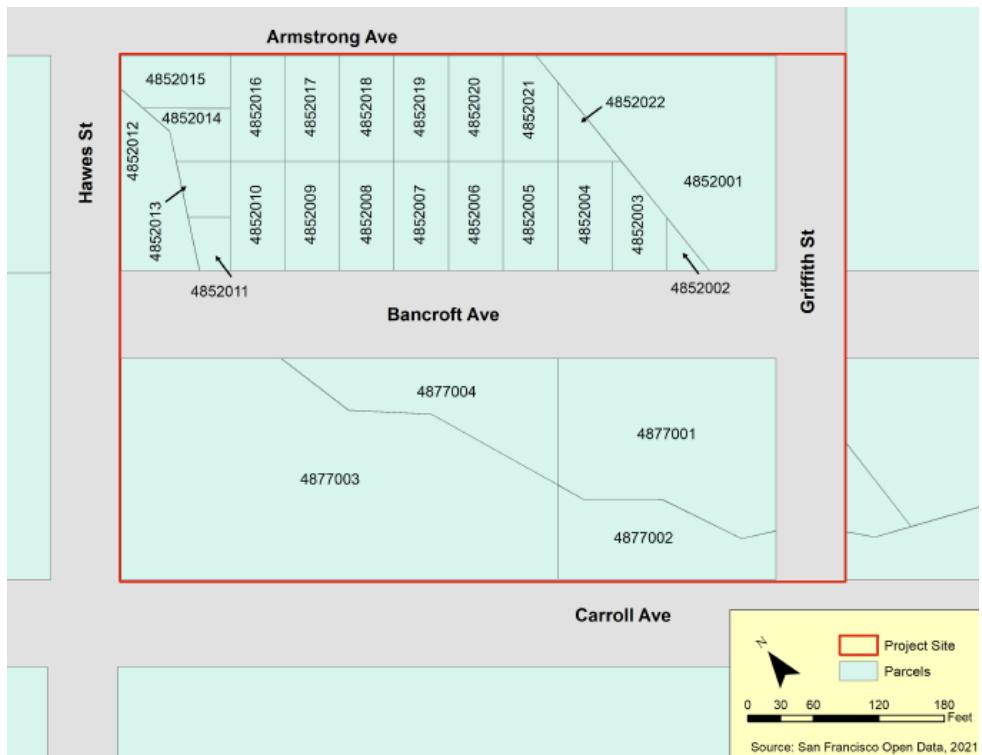 Armstrong Ave
4852015
4852016
4852017
4852018
4852019
4852020
4852021
4852022
4852014
4852012
Hawes St
4852001
4852013
4852010
4852009
4852008
4852007
4852006
4852005
4852004
4852003
Griffith St
4852011
4852002
Bancroft Ave
4877004
4877001
4877003
4877002
Carroll Ave
N
Project Site
Parcels
0 30 60 120 180
Feet
Source: San Francisco Open Data, 2021